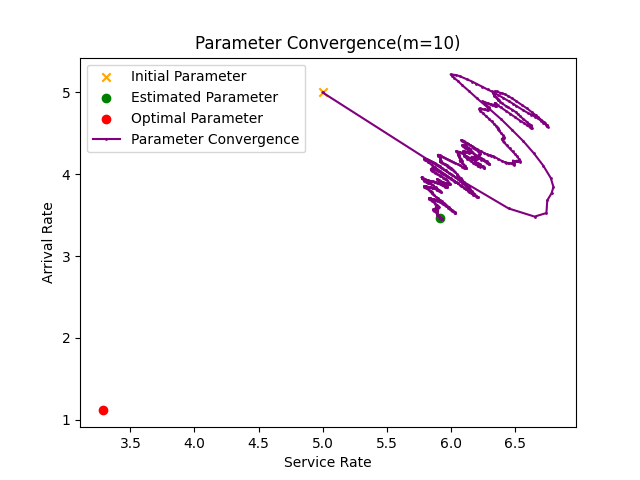 Parameter Convergence(m=10)
Initial Parameter
Estimated Parameter
Optimal Parameter
Parameter Convergence
5
4
3
2
1
Arrival Rate
3.5 4.0 4.5 5.0 5.5 6.0 6.5
Service Rate